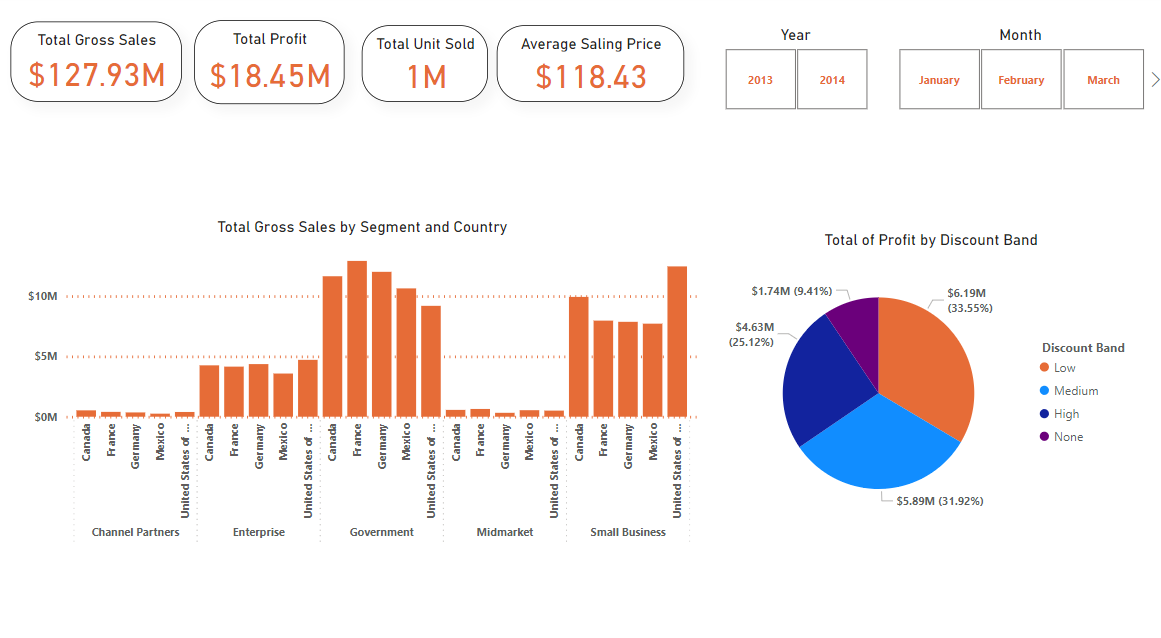 Total Gross Sales
$127.93M
Total Profit
$18.45M
Total Unit Sold
1M
Average Saling Price
$118.43
Year
2013
2014
Month
January
February
March
Total Gross Sales by Segment and Country
$10M
$5M
$0M
Canada
France
Germany
Mexico
United States of ...
Canada
France
Germany
Mexico
United States of ...
Canada
France
Germany
Mexico
United States of ...
Canada
France
Germany
Mexico
United States of ...
Canada
France
Germany
Mexico
United States of ...
Channel Partners
Enterprise
Government
Midmarket
Small Business
Total of Profit by Discount Band
$1.74M (9.41%)
$6.19M
(33.55%)
$4.63M
(25.12%)
$5.89M (31.92%)
Discount Band
Low
Medium
High
None